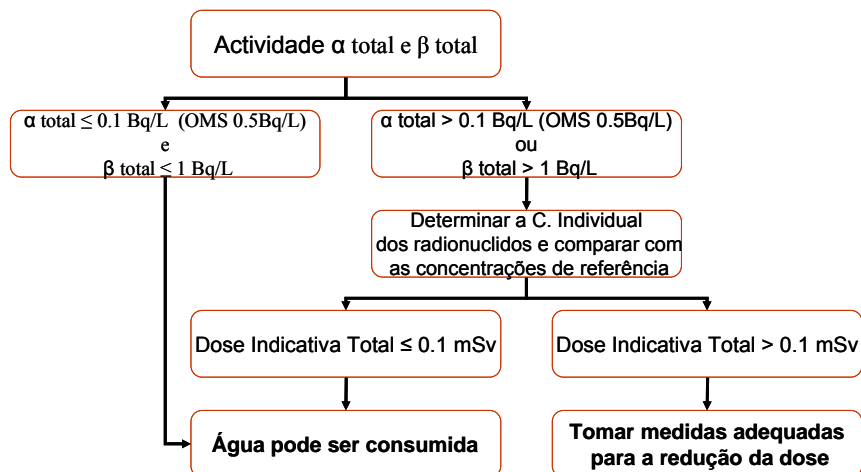 Actividade α total e β total
α total ≤ 0.1 Bq/L (OMS 0.5Bq/L)
e
β total ≤ 1 Bq/L
α total > 0.1 Bq/L (OMS 0.5Bq/L)
ou
β total > 1 Bq/L
Determinar a C. Individual
dos radionuclidos e comparar com
as concentrações de referência
Dose Indicativa Total ≤ 0.1 mSv
Dose Indicativa Total > 0.1 mSv
Água pode ser consumida
Tomar medidas adequadas
para a redução da dose